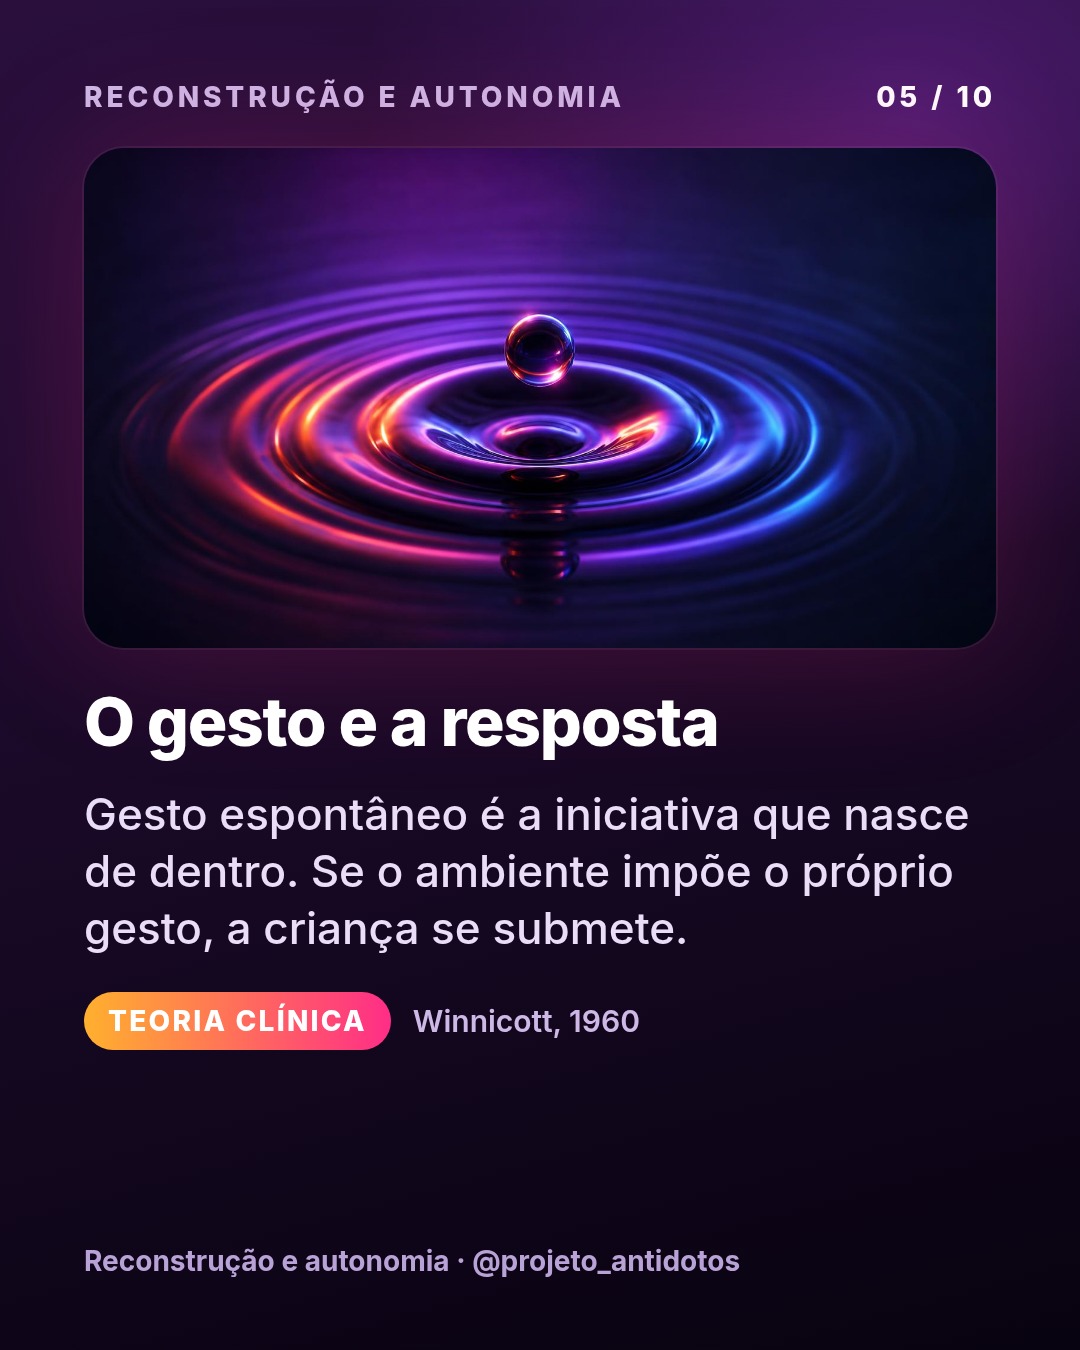 RECONSTRUÇÃO E AUTONOMIA
05 / 10
O gesto e a resposta
Gesto espontâneo é a iniciativa que nasce
de dentro. Se o ambiente impõe o próprio
gesto, a criança se submete.
TEORIA CLÍNICA
Winnicott, 1960
Reconstrução e autonomia · @projeto_antidotos